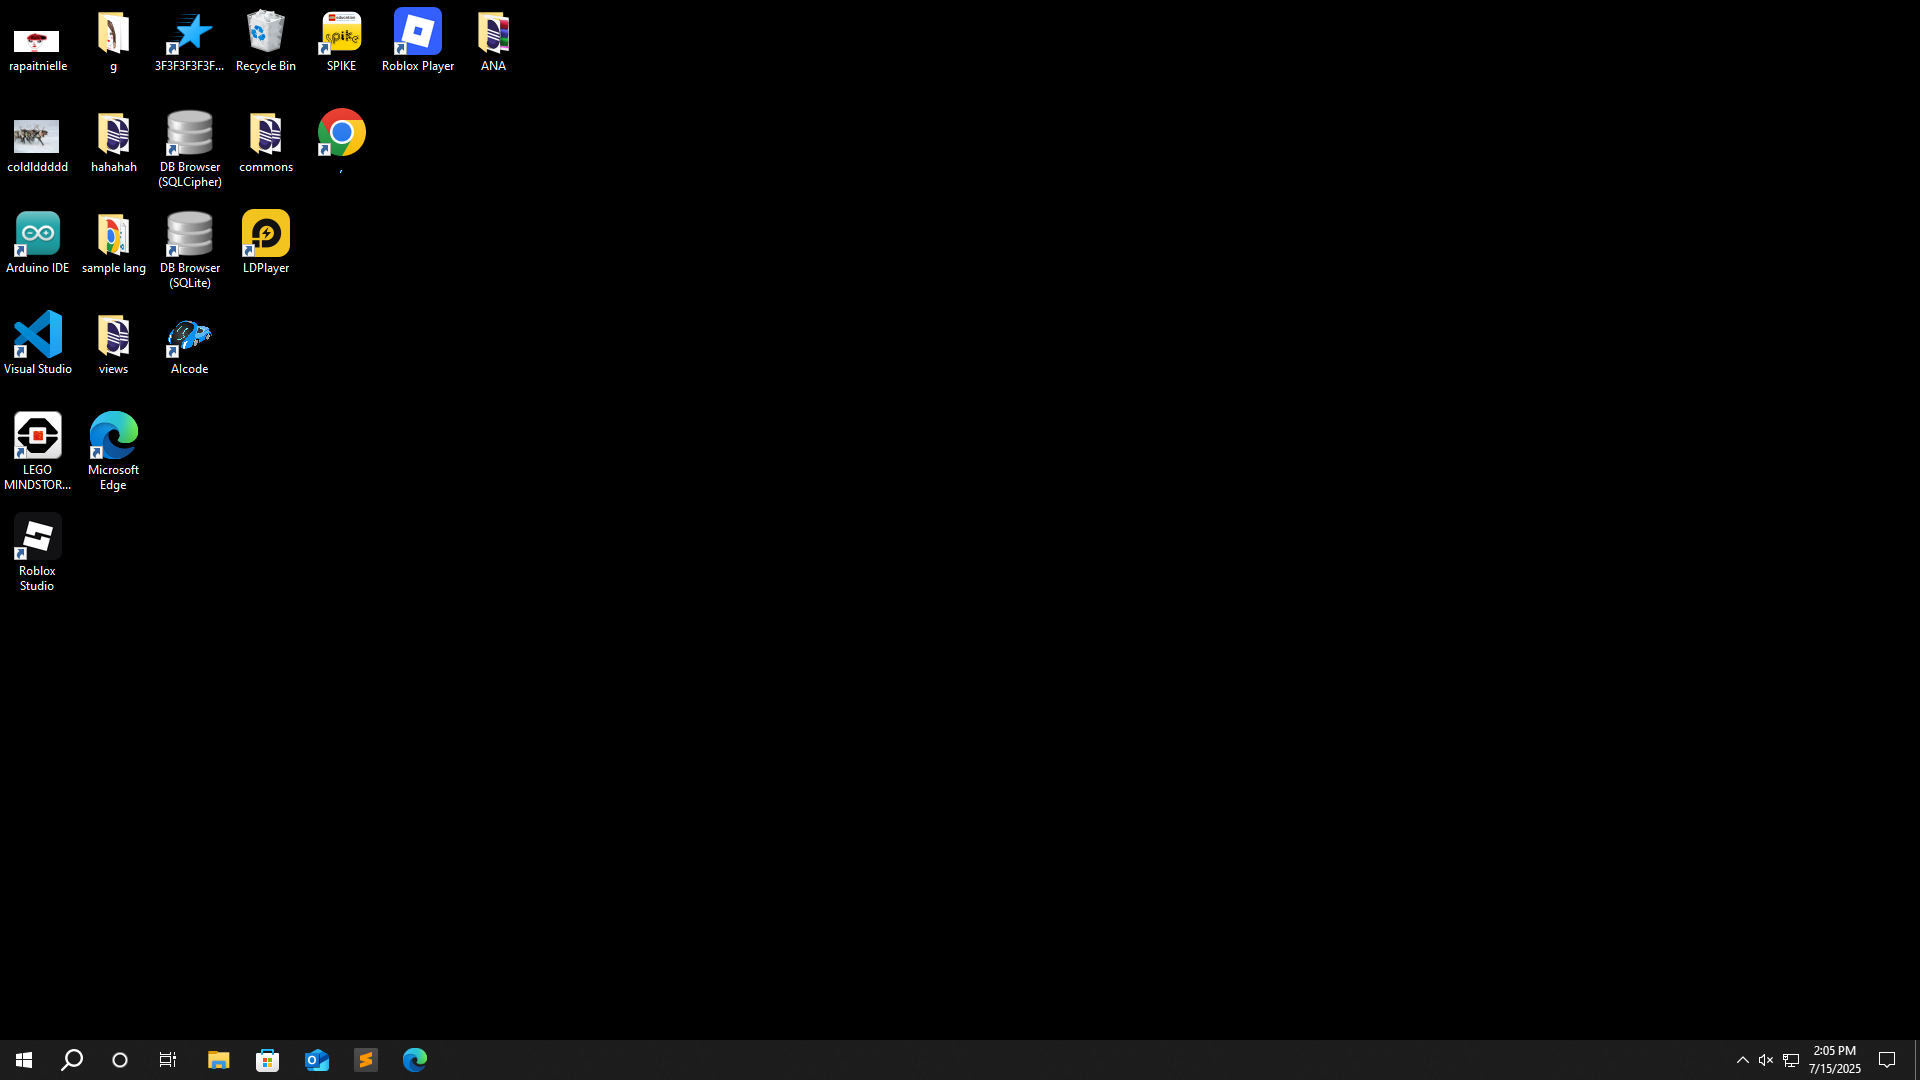 rapaitnielle
g
3F3F3F3F3F...
Recycle Bin
SPIKE
Roblox Player
ANA
coldlddddd
hahahah
DB Browser
(SQLCipher)
commons
,
Arduino IDE
sample lang
DB Browser
(SQLite)
LDPlayer
Visual Studio
views
Alcode
LEGO
MINDSTOR...
Microsoft
Edge
Roblox
Studio
2:05 PM
7/15/2025